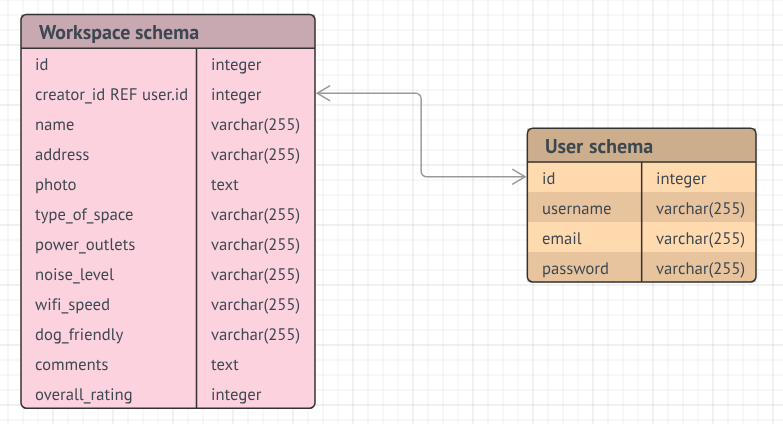 Workspace schema
id integer
creator_id REF user.id integer
name varchar(255)
address varchar(255)
photo text
type_of_space varchar(255)
power_outlets varchar(255)
noise_level varchar(255)
wifi_speed varchar(255)
dog_friendly varchar(255)
comments text
overall_rating integer
User schema
id integer
username varchar(255)
email varchar(255)
password varchar(255)